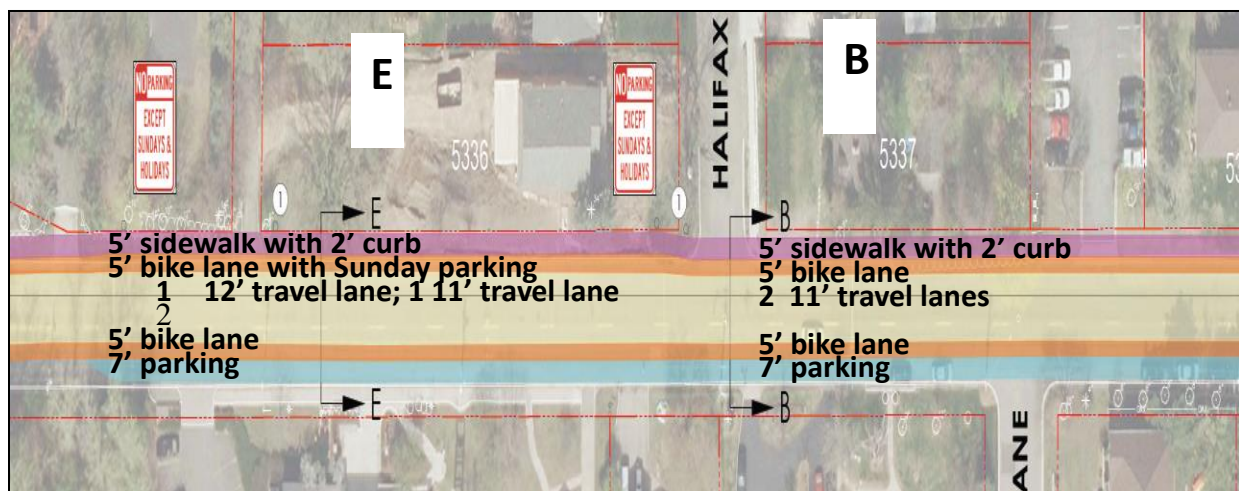 E
B
NO PARKING
EXCEPT
SUNDAYS &
HOLIDAYS
NO PARKING
EXCEPT
SUNDAYS &
HOLIDAYS
HALIFAX
5336
5337
1
1
E
B
5’ sidewalk with 2’ curb
5’ bike lane with Sunday parking
1 12’ travel lane; 1 11’ travel lane
2
5’ bike lane
7’ parking
5’ sidewalk with 2’ curb
5’ bike lane
2 11’ travel lanes
5’ bike lane
7’ parking
E
B
ANE